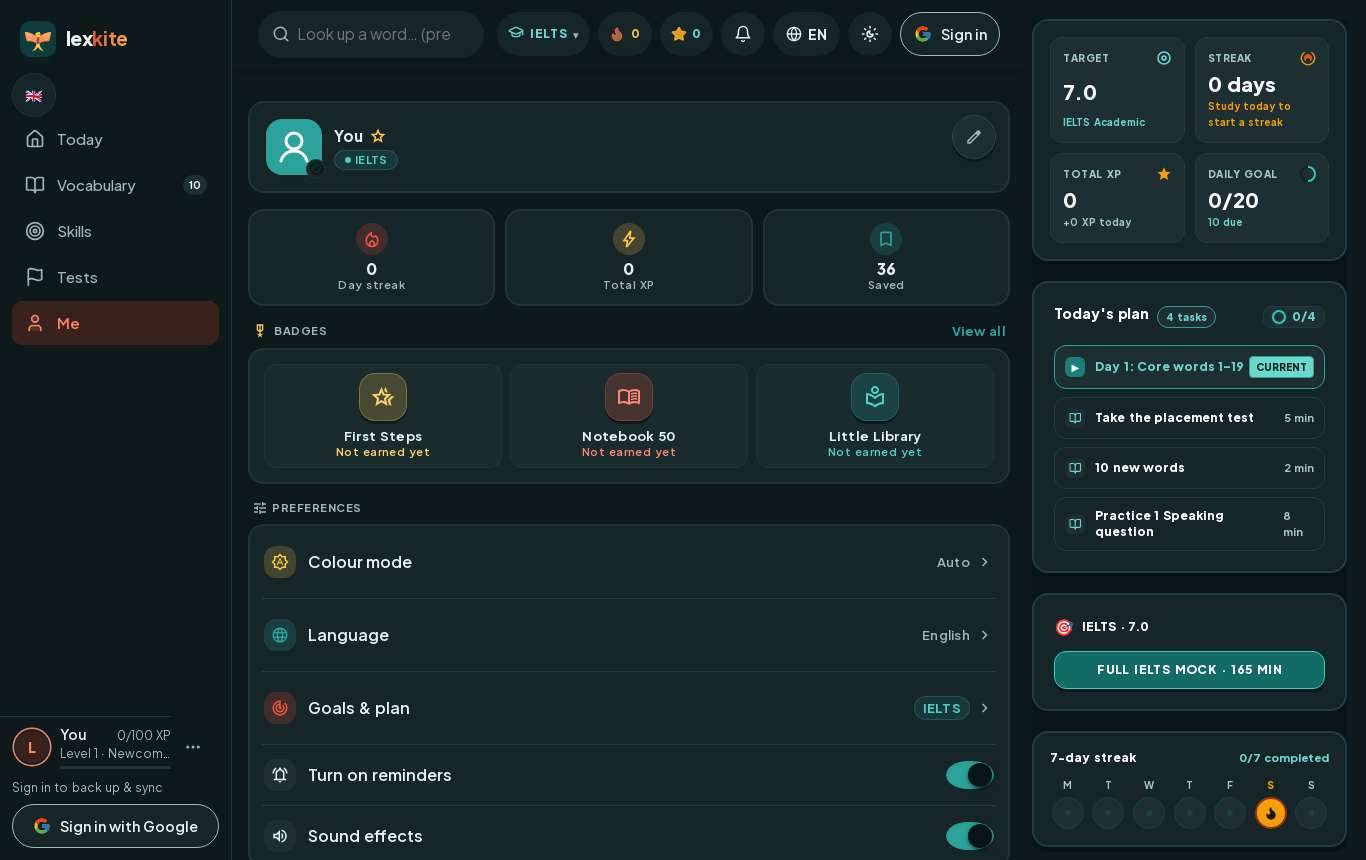 lexkite
Today
Vocabulary 10
Skills
Tests
Me
You 0/100 XP
Level 1 · Newcom...
Sign in to back up & sync
Sign in with Google
Look up a word... (pre
IELTS ▾
0
0
EN
Sign in
You
IELTS
0
Day streak
0
Total XP
36
Saved
BADGES
View all
First Steps
Not earned yet
Notebook 50
Not earned yet
Little Library
Not earned yet
PREFERENCES
Colour mode Auto
Language English
Goals & plan IELTS
Turn on reminders
Sound effects
TARGET
7.0
IELTS Academic
STREAK
0 days
Study today to
start a streak
TOTAL XP
0
+0 XP today
DAILY GOAL
0/20
10 due
Today's plan 4 tasks 0/4
Day 1: Core words 1–19 CURRENT
Take the placement test 5 min
10 new words 2 min
Practice 1 Speaking
question
8
min
IELTS · 7.0
FULL IELTS MOCK · 165 MIN
7-day streak 0/7 completed
M T W T F S S
L